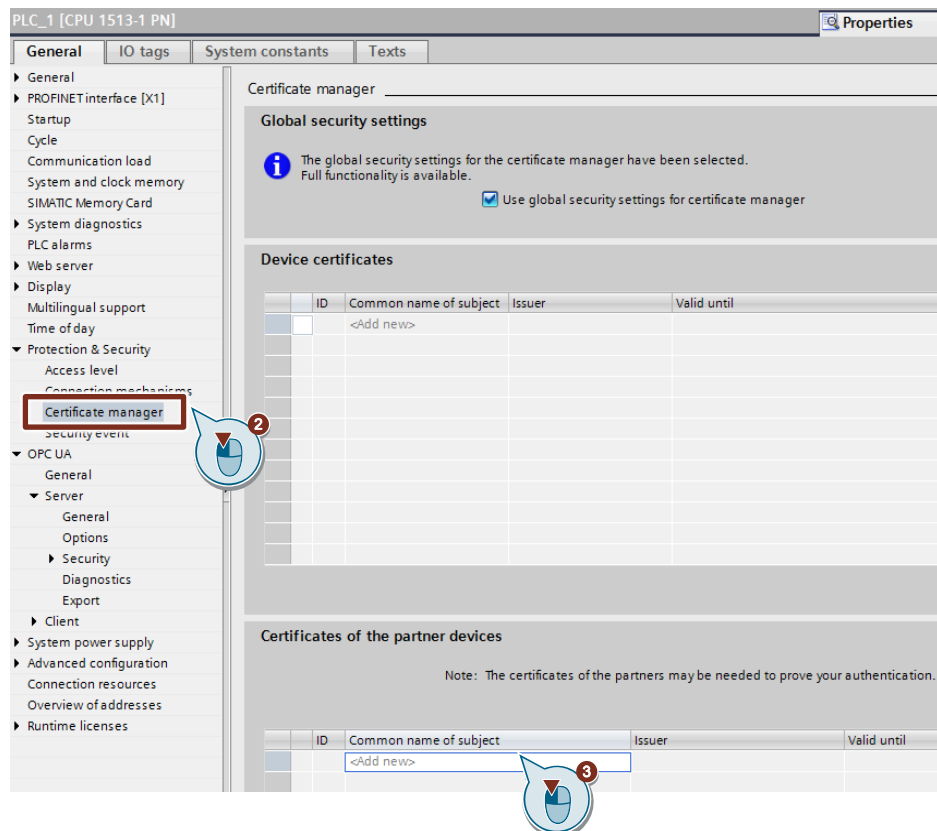 PLC_1 [CPU 1513-1 PN]
Properties
General
IO tags
System constants
Texts
General
PROFINET interface [X1]
Startup
Cycle
Communication load
System and clock memory
SIMATIC Memory Card
System diagnostics
PLC alarms
Web server
Display
Multilingual support
Time of day
Protection & Security
Access level
Connection mechanisms
Certificate manager
Security event
OPC UA
General
Server
General
Options
Security
Diagnostics
Export
Client
System power supply
Advanced configuration
Connection resources
Overview of addresses
Runtime licenses
2
Certificate manager
Global security settings
The global security settings for the certificate manager have been selected.
Full functionality is available.
Use global security settings for certificate manager
Device certificates
ID Common name of subject Issuer Valid until
<Add new>
Certificates of the partner devices
Note: The certificates of the partners may be needed to prove your authentication.
ID Common name of subject Issuer Valid until
<Add new>
3